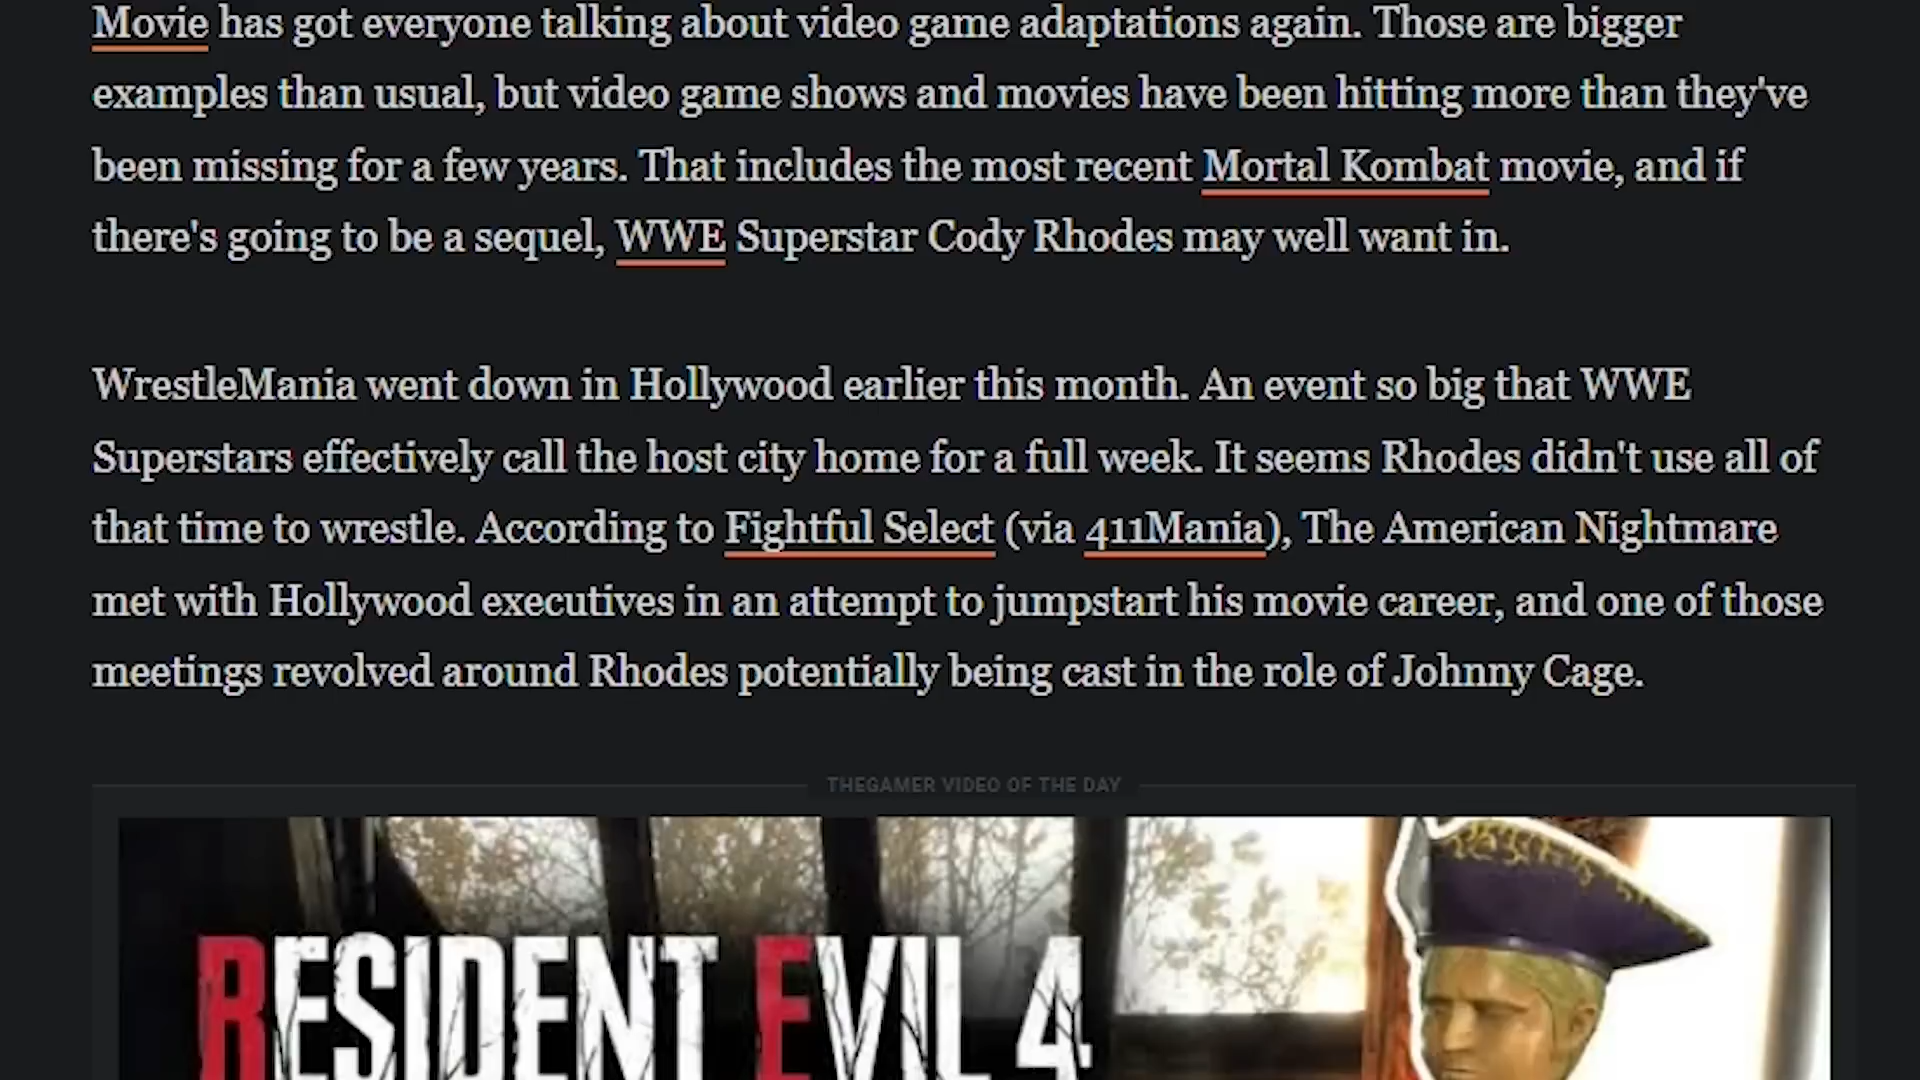 Movie has got everyone talking about video game adaptations again. Those are bigger
examples than usual, but video game shows and movies have been hitting more than they've
been missing for a few years. That includes the most recent Mortal Kombat movie, and if
there's going to be a sequel, WWE Superstar Cody Rhodes may well want in.
WrestleMania went down in Hollywood earlier this month. An event so big that WWE
Superstars effectively call the host city home for a full week. It seems Rhodes didn't use all of
that time to wrestle. According to Fightful Select (via 411Mania), The American Nightmare
met with Hollywood executives in an attempt to jumpstart his movie career, and one of those
meetings revolved around Rhodes potentially being cast in the role of Johnny Cage.
THEGAMER VIDEO OF THE DAY
RESIDENT EVIL 4